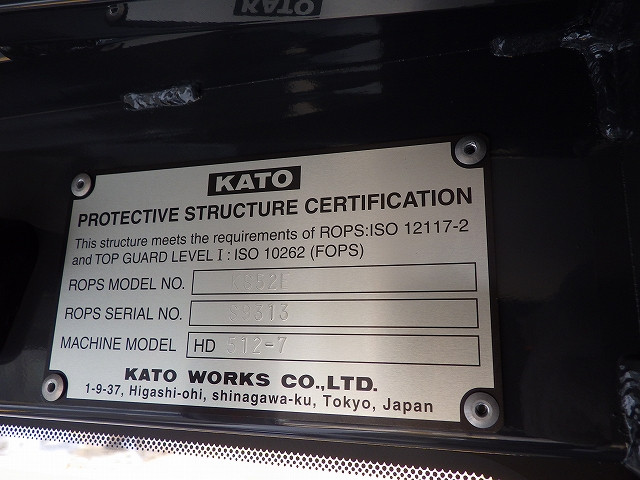 KATO
PROTECTIVE STRUCTURE CERTIFICATION
This structure meets the requirements of ROPS:ISO 12117-2
and TOP GUARD LEVEL I : ISO 10262 (FOPS)
ROPS MODEL NO.
ROPS SERIAL NO.
MACHINE MODEL HD 512-7
KATO WORKS CO.,LTD.
1-9-37, Higashi-ohi, shinagawa-ku, Tokyo, Japan